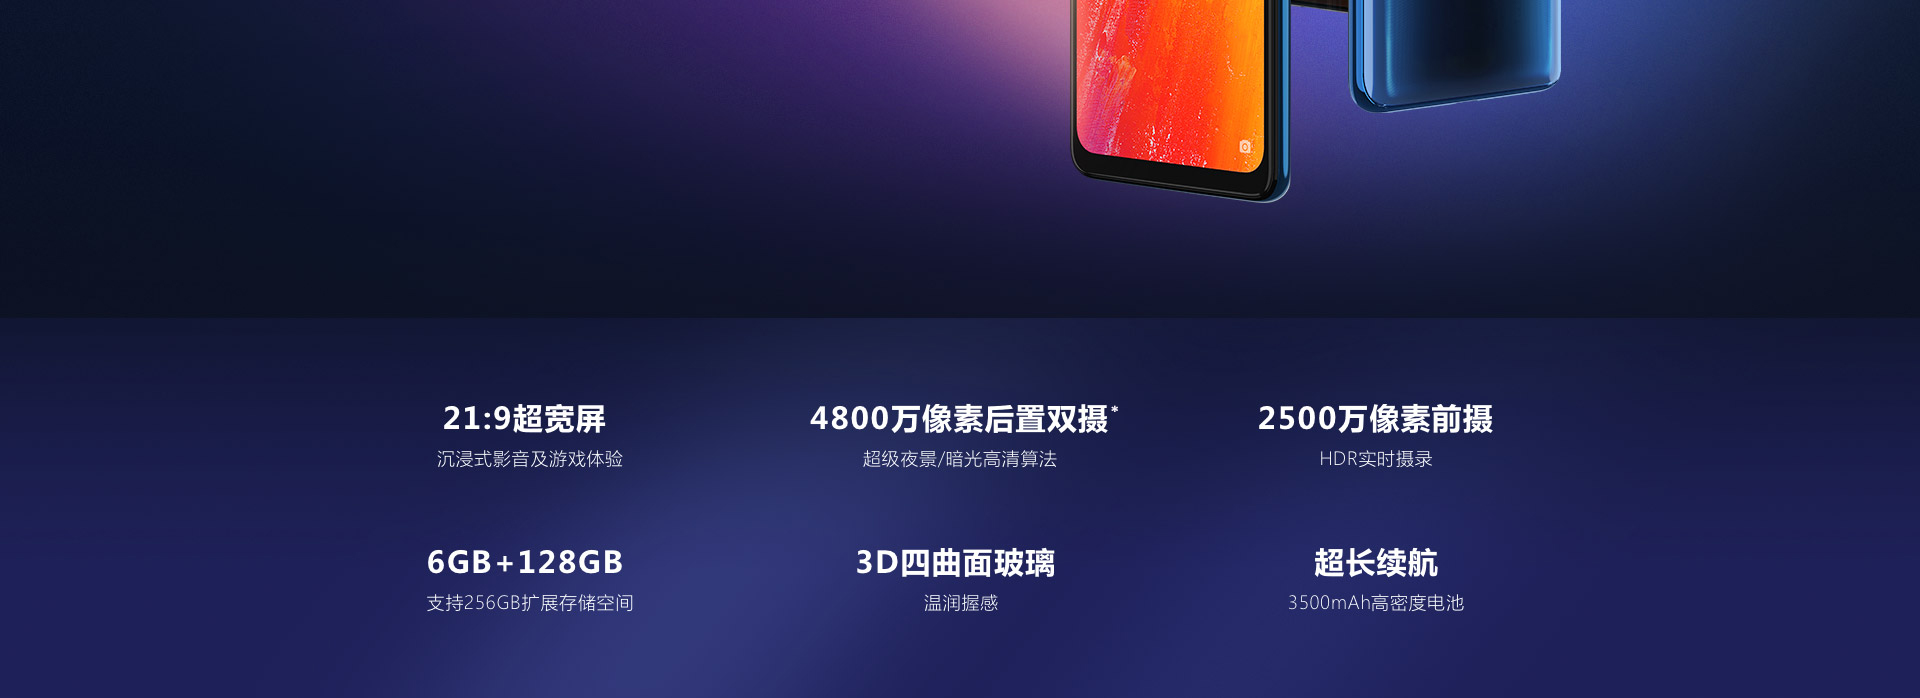 21:9超宽屏
沉浸式影音及游戏体验
4800万像素后置双摄*
超级夜景/暗光高清算法
2500万像素前摄
HDR实时摄录
6GB+128GB
支持256GB扩展存储空间
3D四曲面玻璃
温润握感
超长续航
3500mAh高密度电池